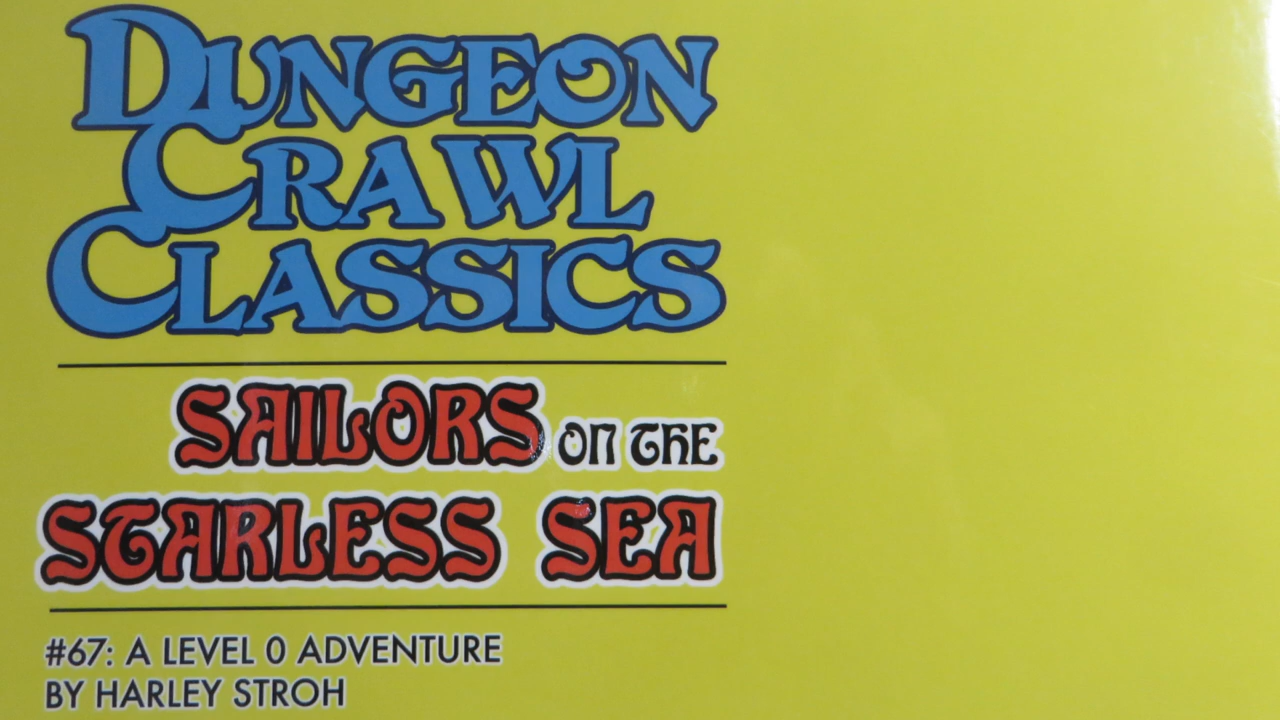 DUNGEON
CRAWL
CLASSICS
SAILORS ON THE
STARLESS SEA
#67: A LEVEL 0 ADVENTURE
BY HARLEY STROH